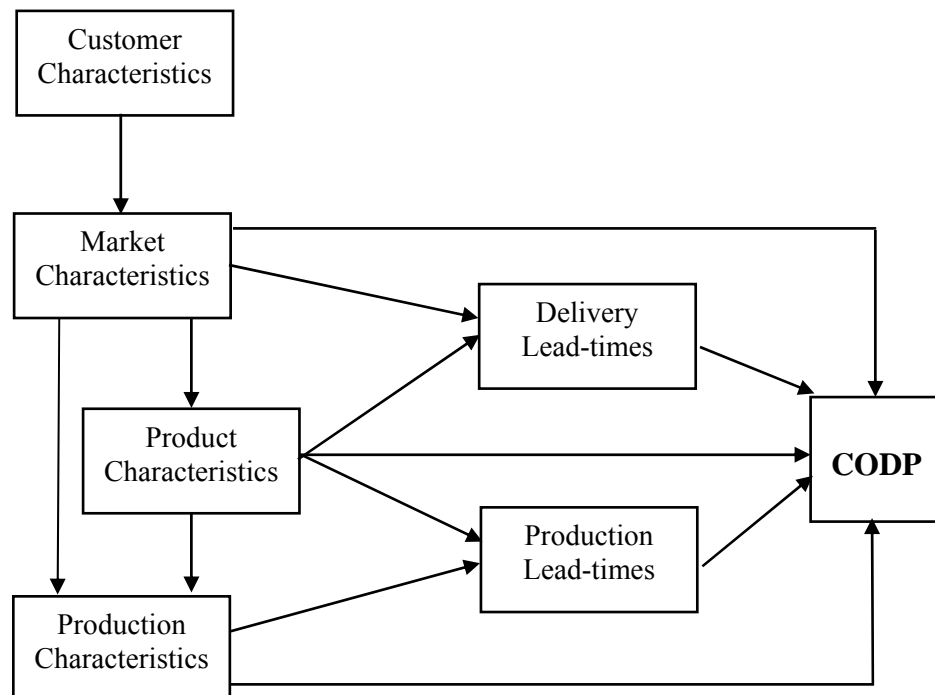 Customer
Characteristics
Market
Characteristics
Delivery
Lead-times
Product
Characteristics
CODP
Production
Lead-times
Production
Characteristics